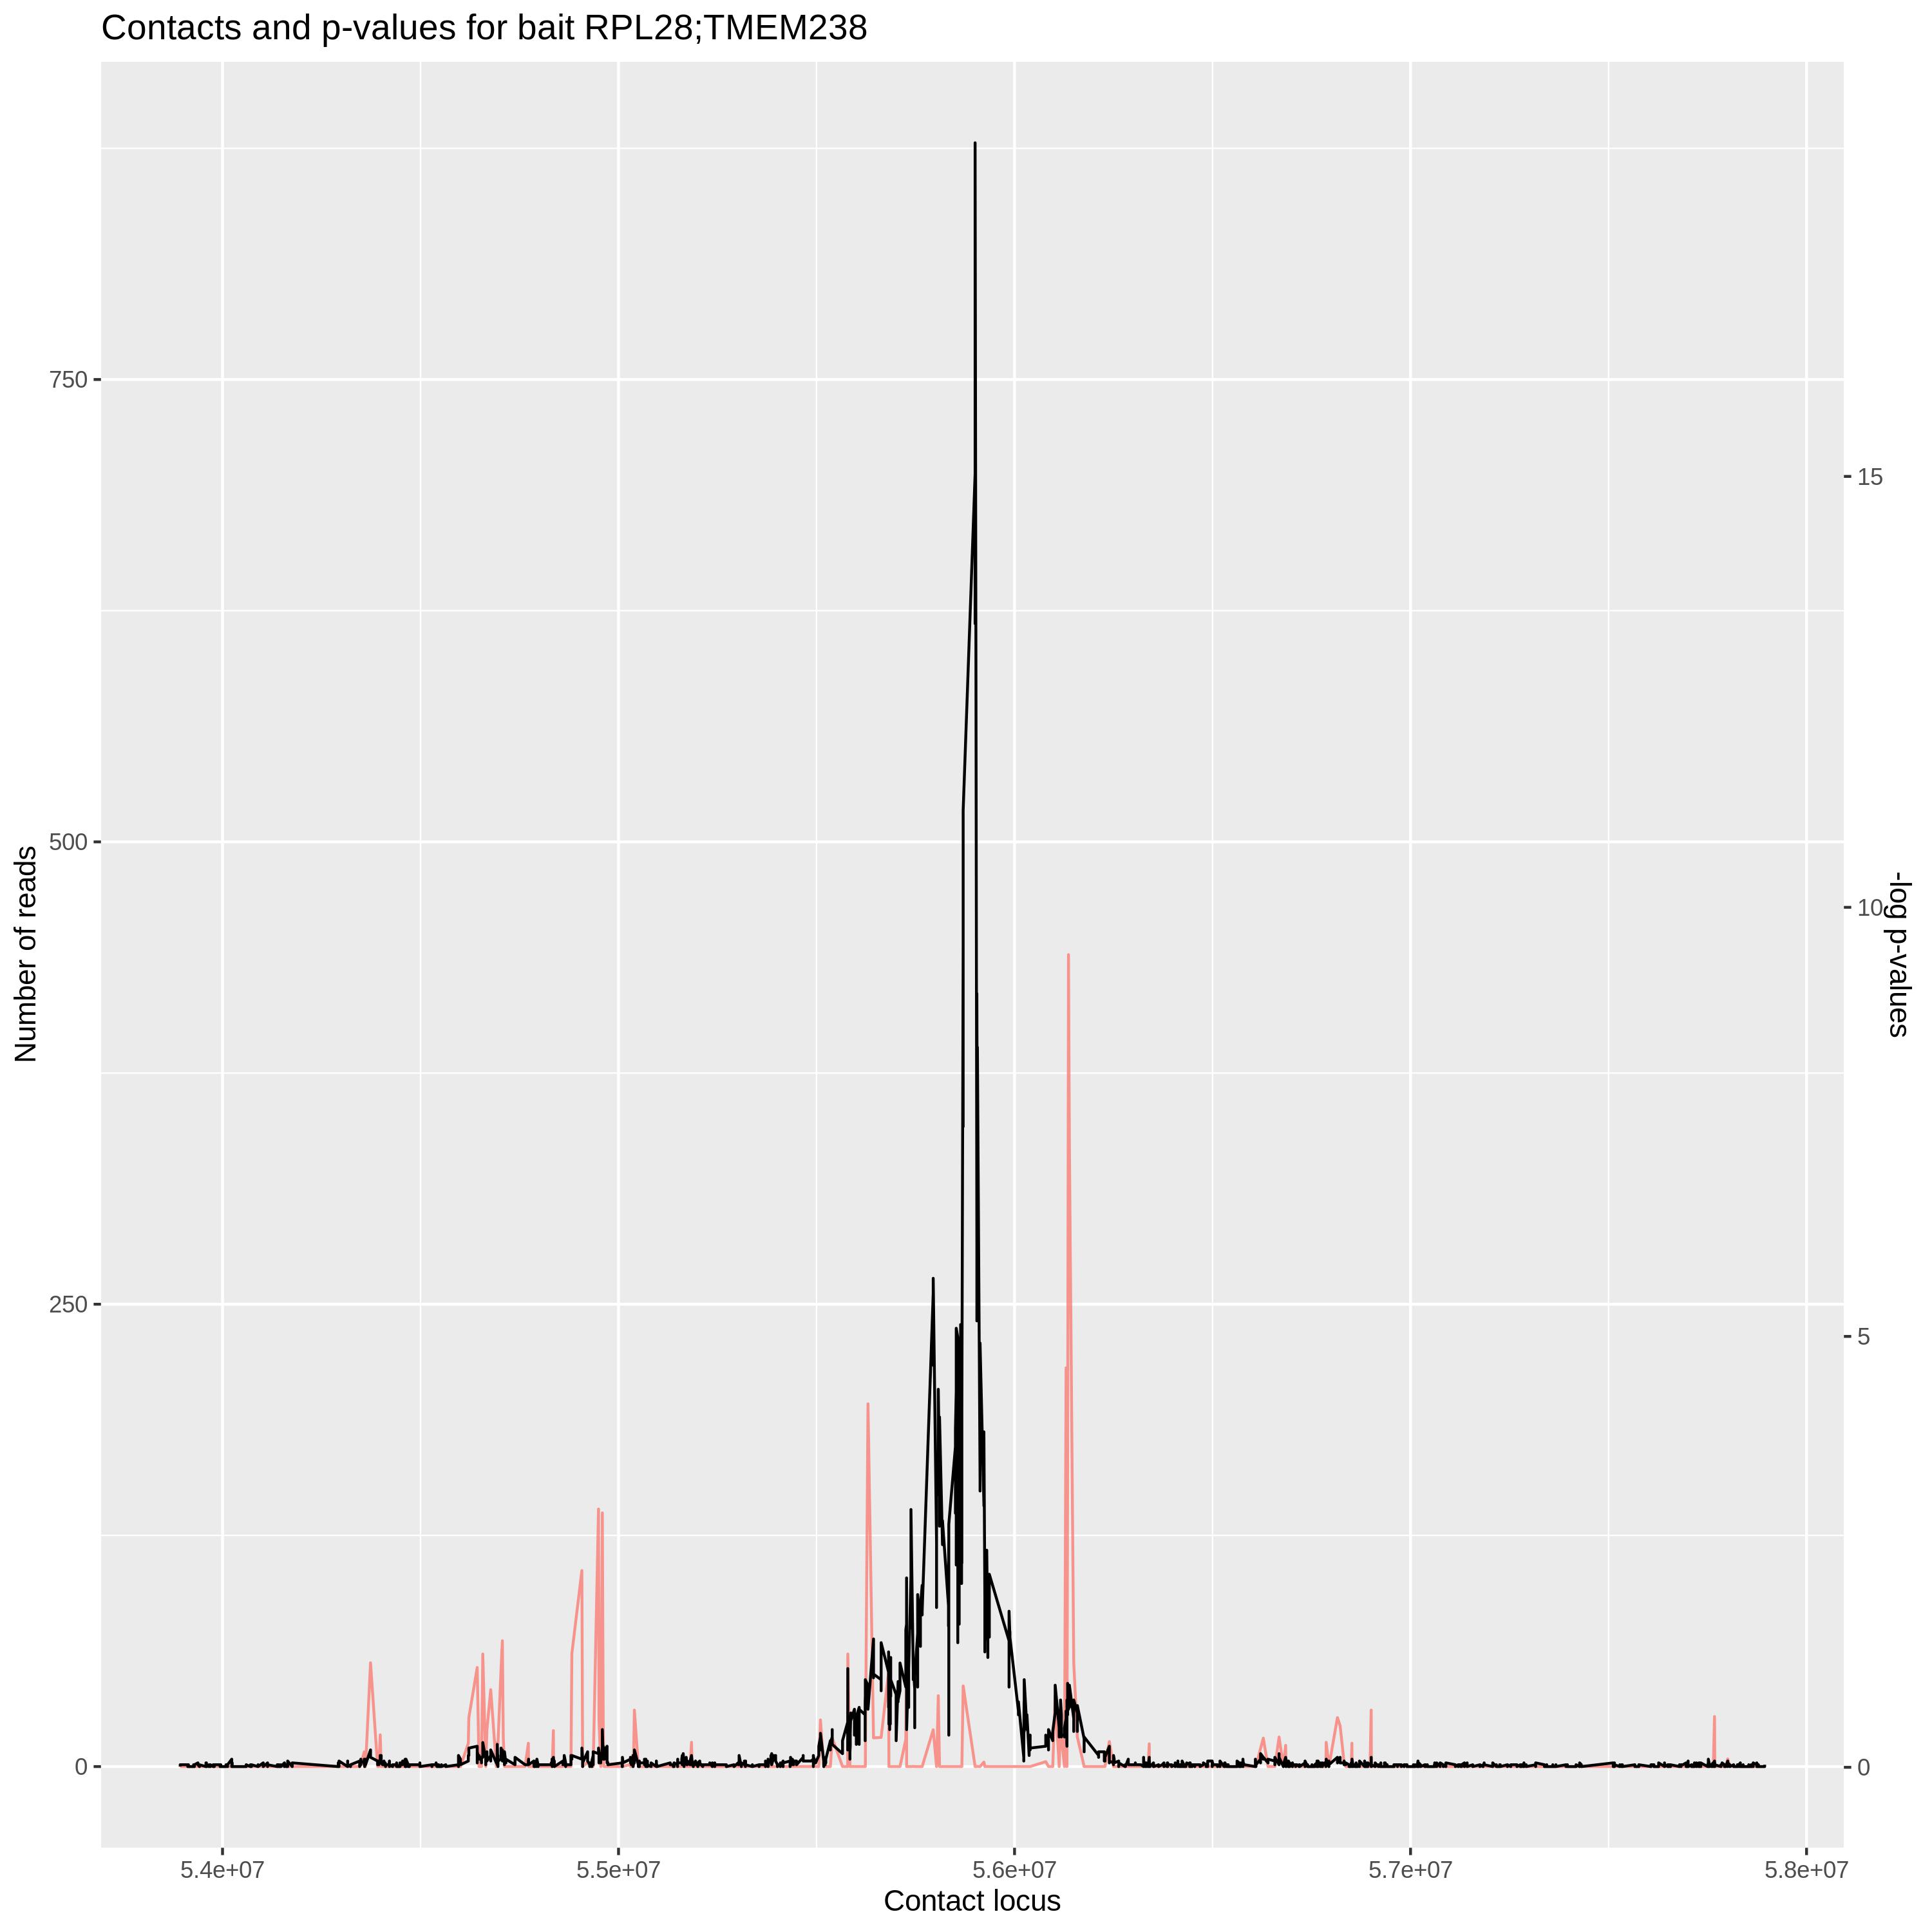 Contacts and p-values for bait RPL28;TMEM238
750
500
250
0
Number of reads
15
10
5
0
-log p-values
5.4e+07 5.5e+07 5.6e+07 5.7e+07 5.8e+07
Contact locus